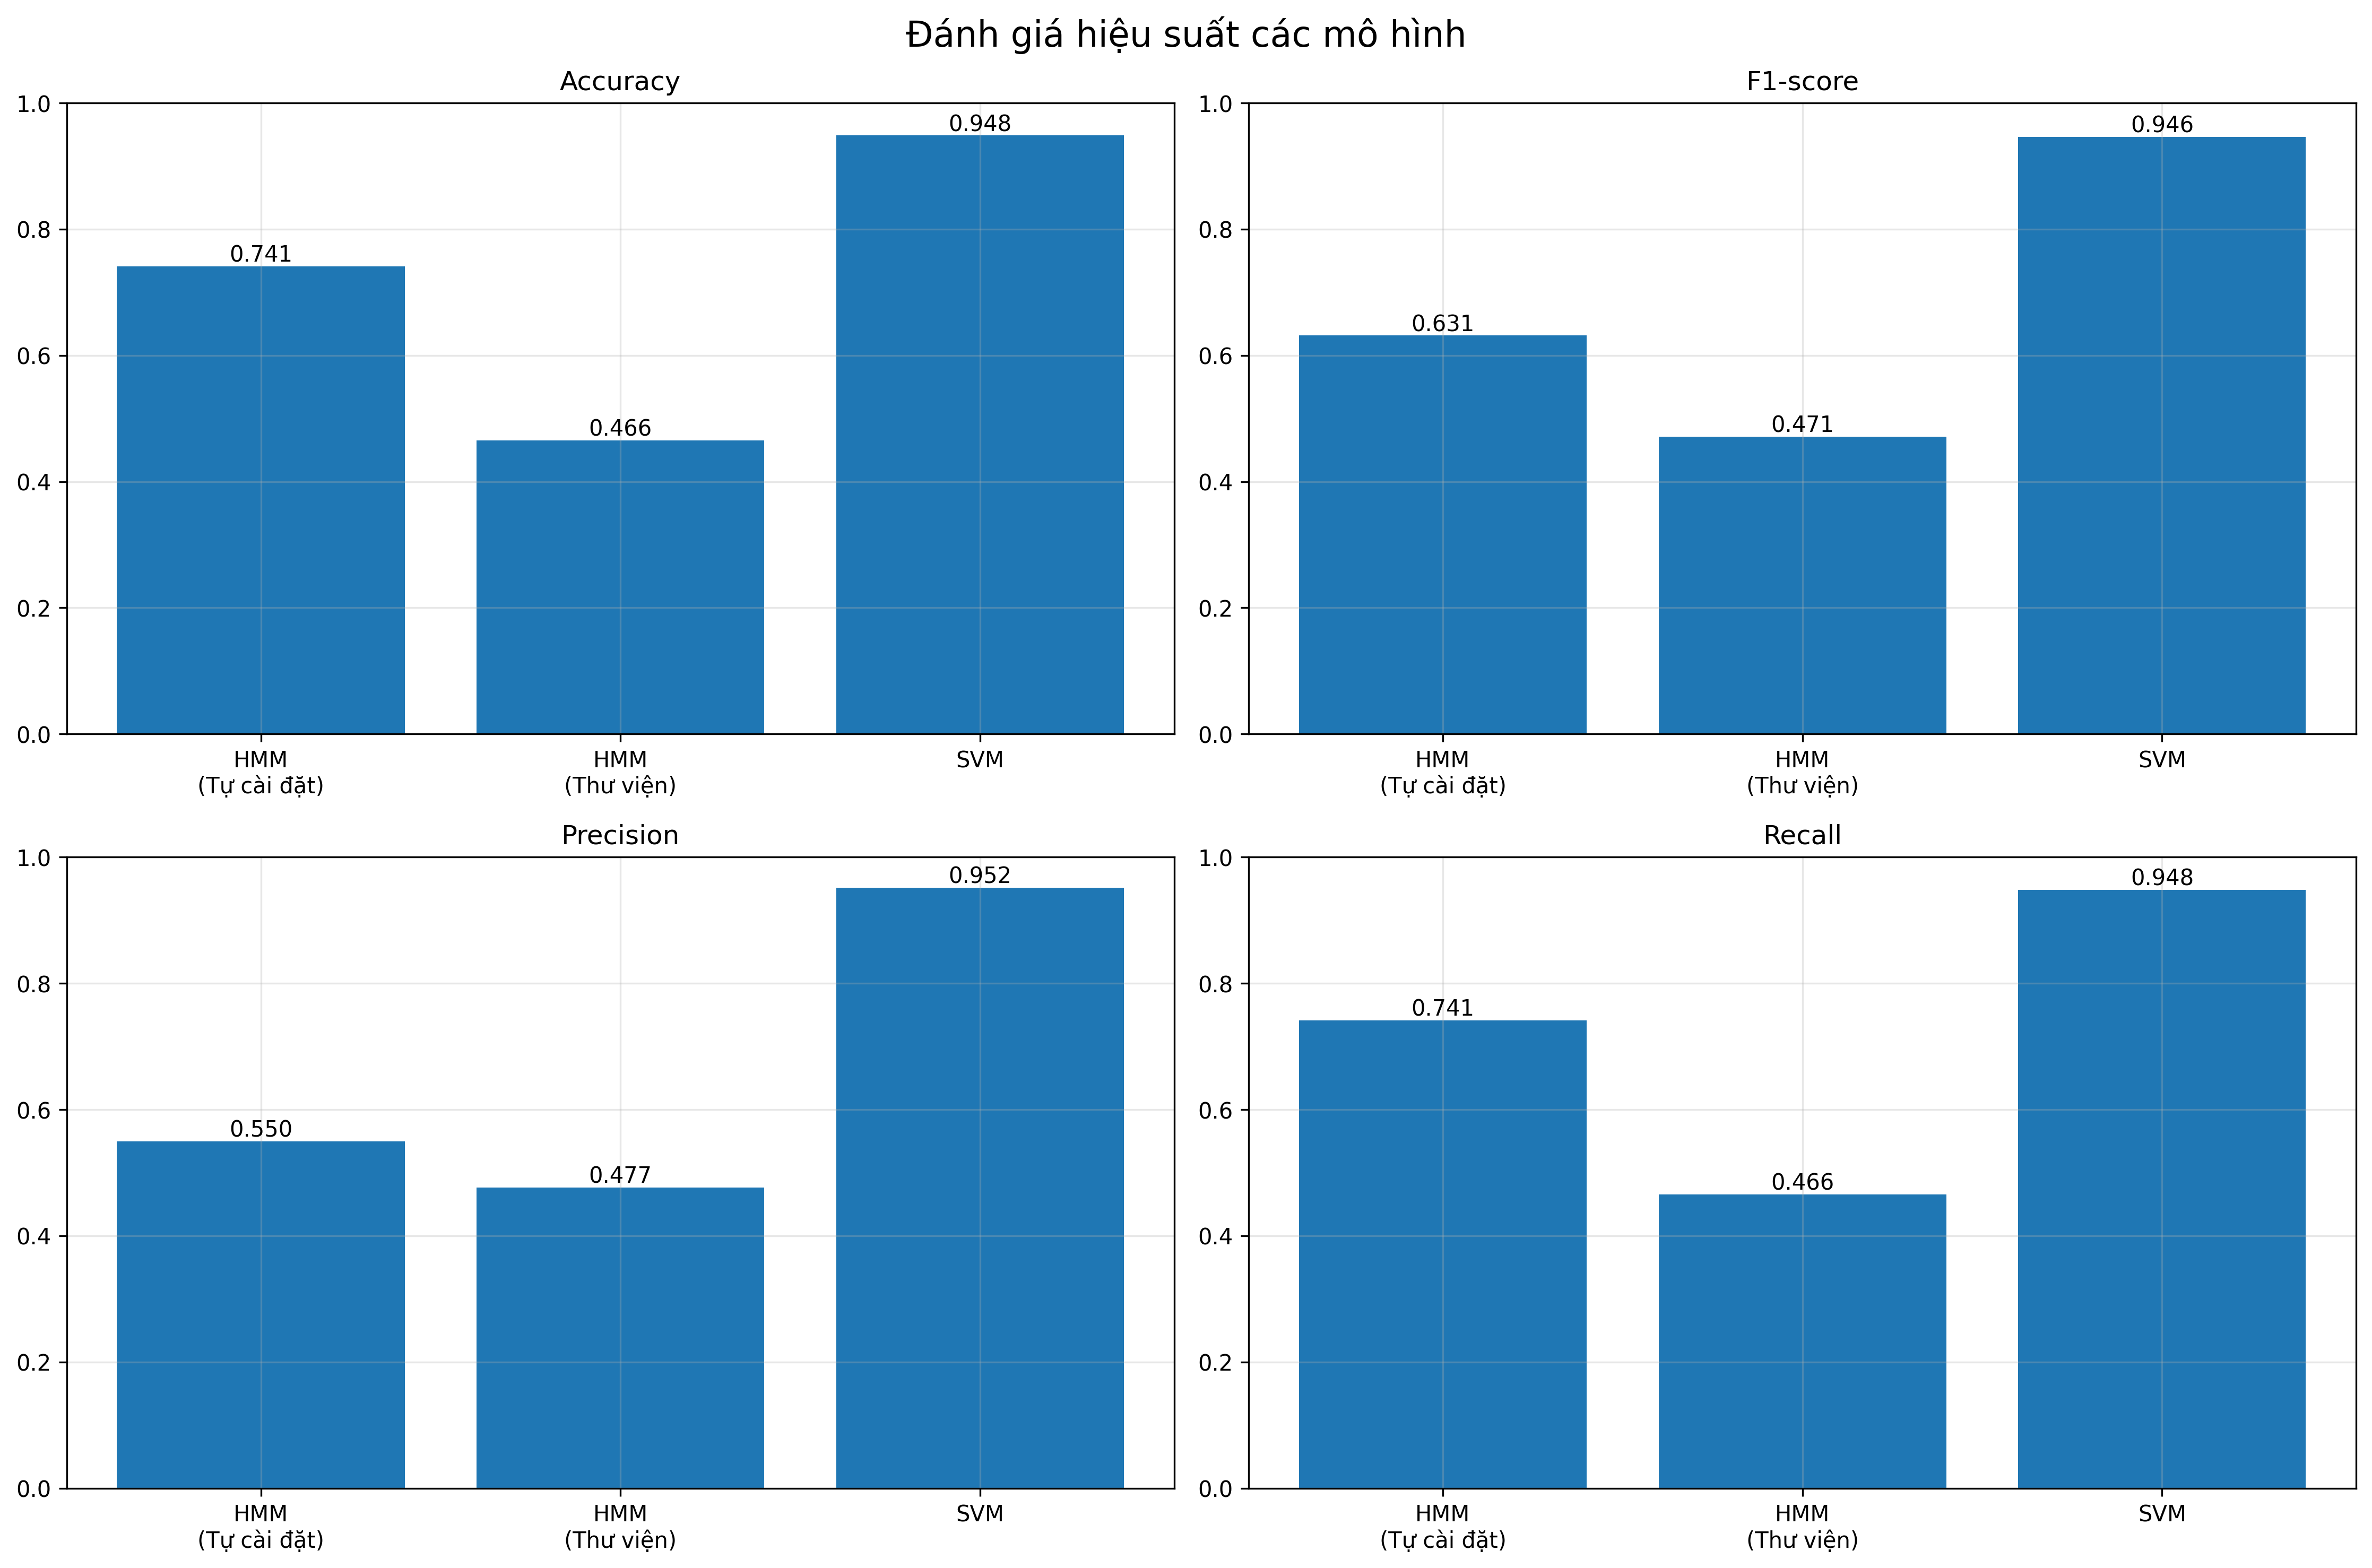 Đánh giá hiệu suất các mô hình
Accuracy
1.0
0.8
0.6
0.4
0.2
0.0
0.741
0.466
0.948
HMM
(Tự cài đặt)
HMM
(Thư viện)
SVM
F1-score
1.0
0.8
0.6
0.4
0.2
0.0
0.631
0.471
0.946
HMM
(Tự cài đặt)
HMM
(Thư viện)
SVM
Precision
1.0
0.8
0.6
0.4
0.2
0.0
0.550
0.477
0.952
HMM
(Tự cài đặt)
HMM
(Thư viện)
SVM
Recall
1.0
0.8
0.6
0.4
0.2
0.0
0.741
0.466
0.948
HMM
(Tự cài đặt)
HMM
(Thư viện)
SVM